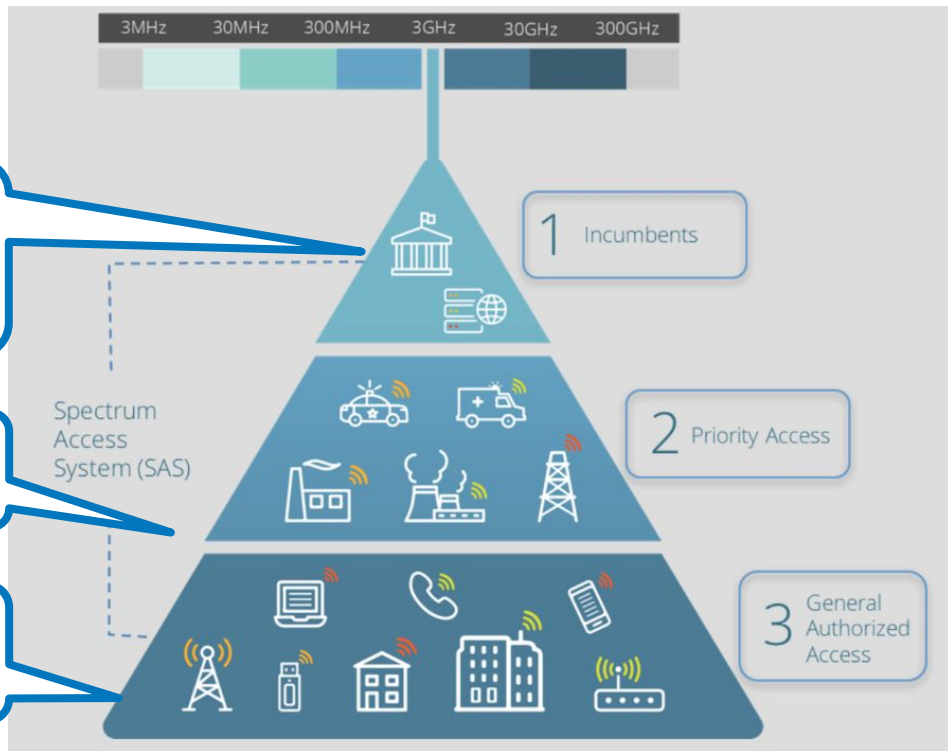 3MHz 30MHz 300MHz 3GHz 30GHz 300GHz
1 Incumbents
Spectrum
Access
System (SAS)
2 Priority Access
3 General
Authorized
Access